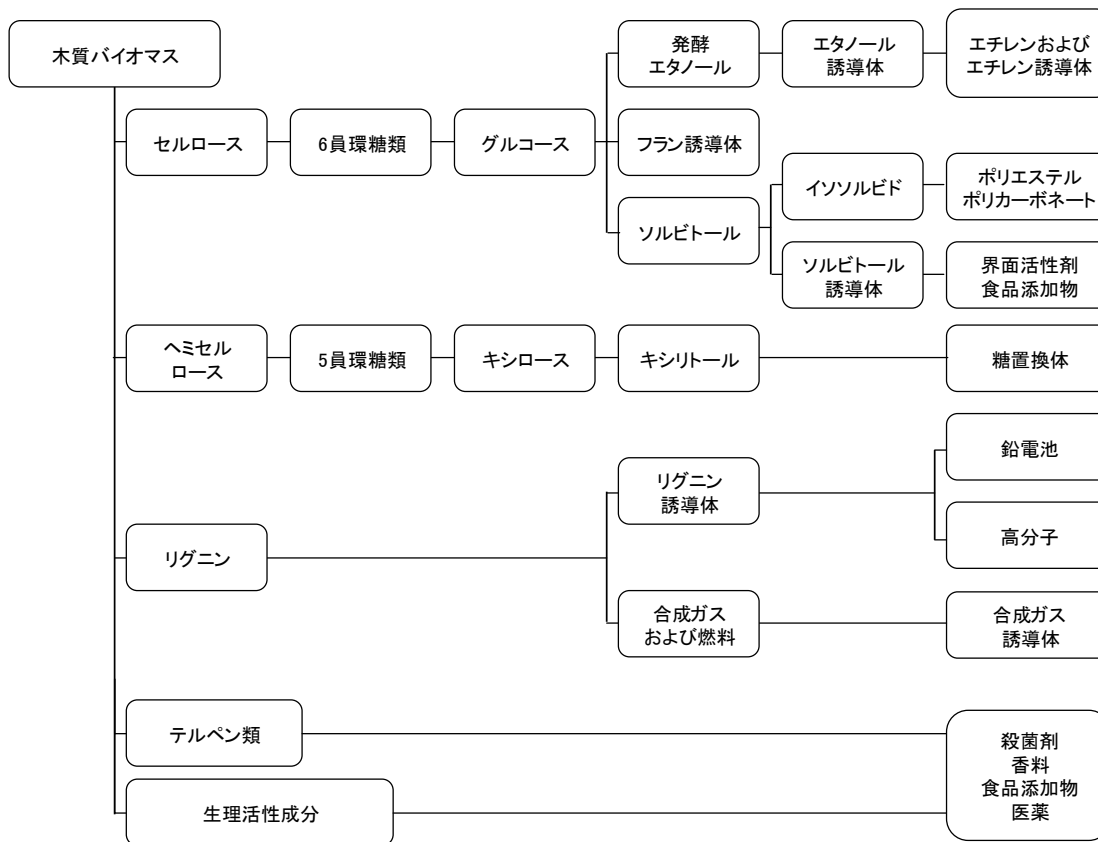 木質バイオマス
発酵
エタノール
エタノール
誘導体
エチレンおよび
エチレン誘導体
セルロース
6員環糖類
グルコース
フラン誘導体
イソソルビド
ポリエステル
ポリカーボネート
ソルビトール
ソルビトール
誘導体
界面活性剤
食品添加物
ヘミセル
ロース
5員環糖類
キシロース
キシリトール
糖置換体
鉛電池
リグニン
誘導体
高分子
リグニン
合成ガス
および燃料
合成ガス
誘導体
テルペン類
殺菌剤
香料
食品添加物
医薬
生理活性成分